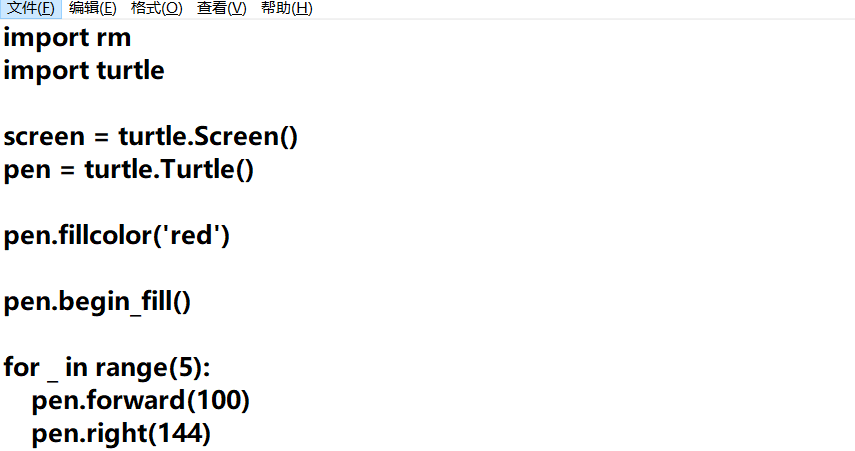 文件(F) 编辑(E) 格式(O) 查看(V) 帮助(H)
import rm
import turtle
screen = turtle.Screen()
pen = turtle.Turtle()
pen.fillcolor('red')
pen.begin_fill()
for _ in range(5):
    pen.forward(100)
    pen.right(144)